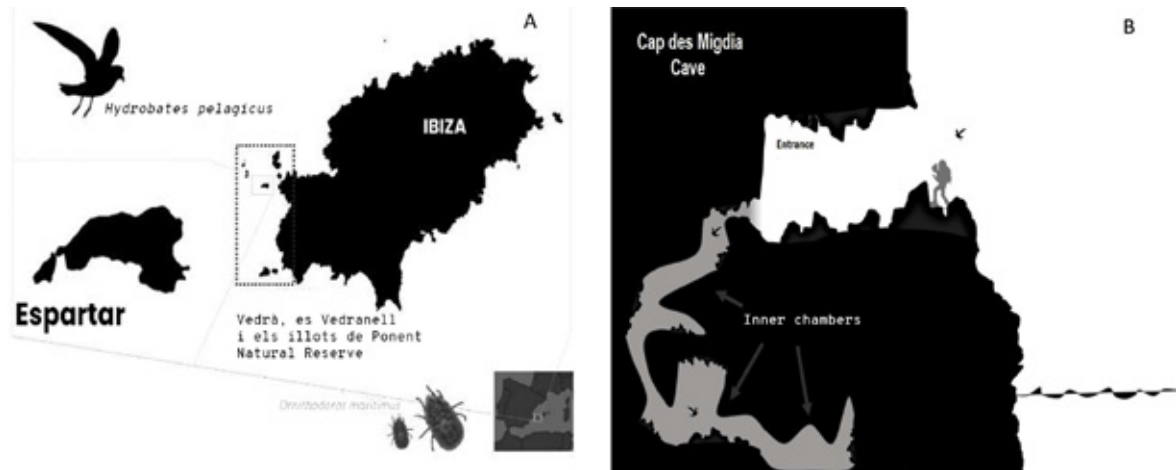 A
Hydrobates pelagicus
IBIZA
Espartar
Vedrà, es Vedranell
i els illots de Ponent
Natural Reserve
Ornithodoros maritimus
B
Cap des Migdia
Cave
Entrance
Inner chambers